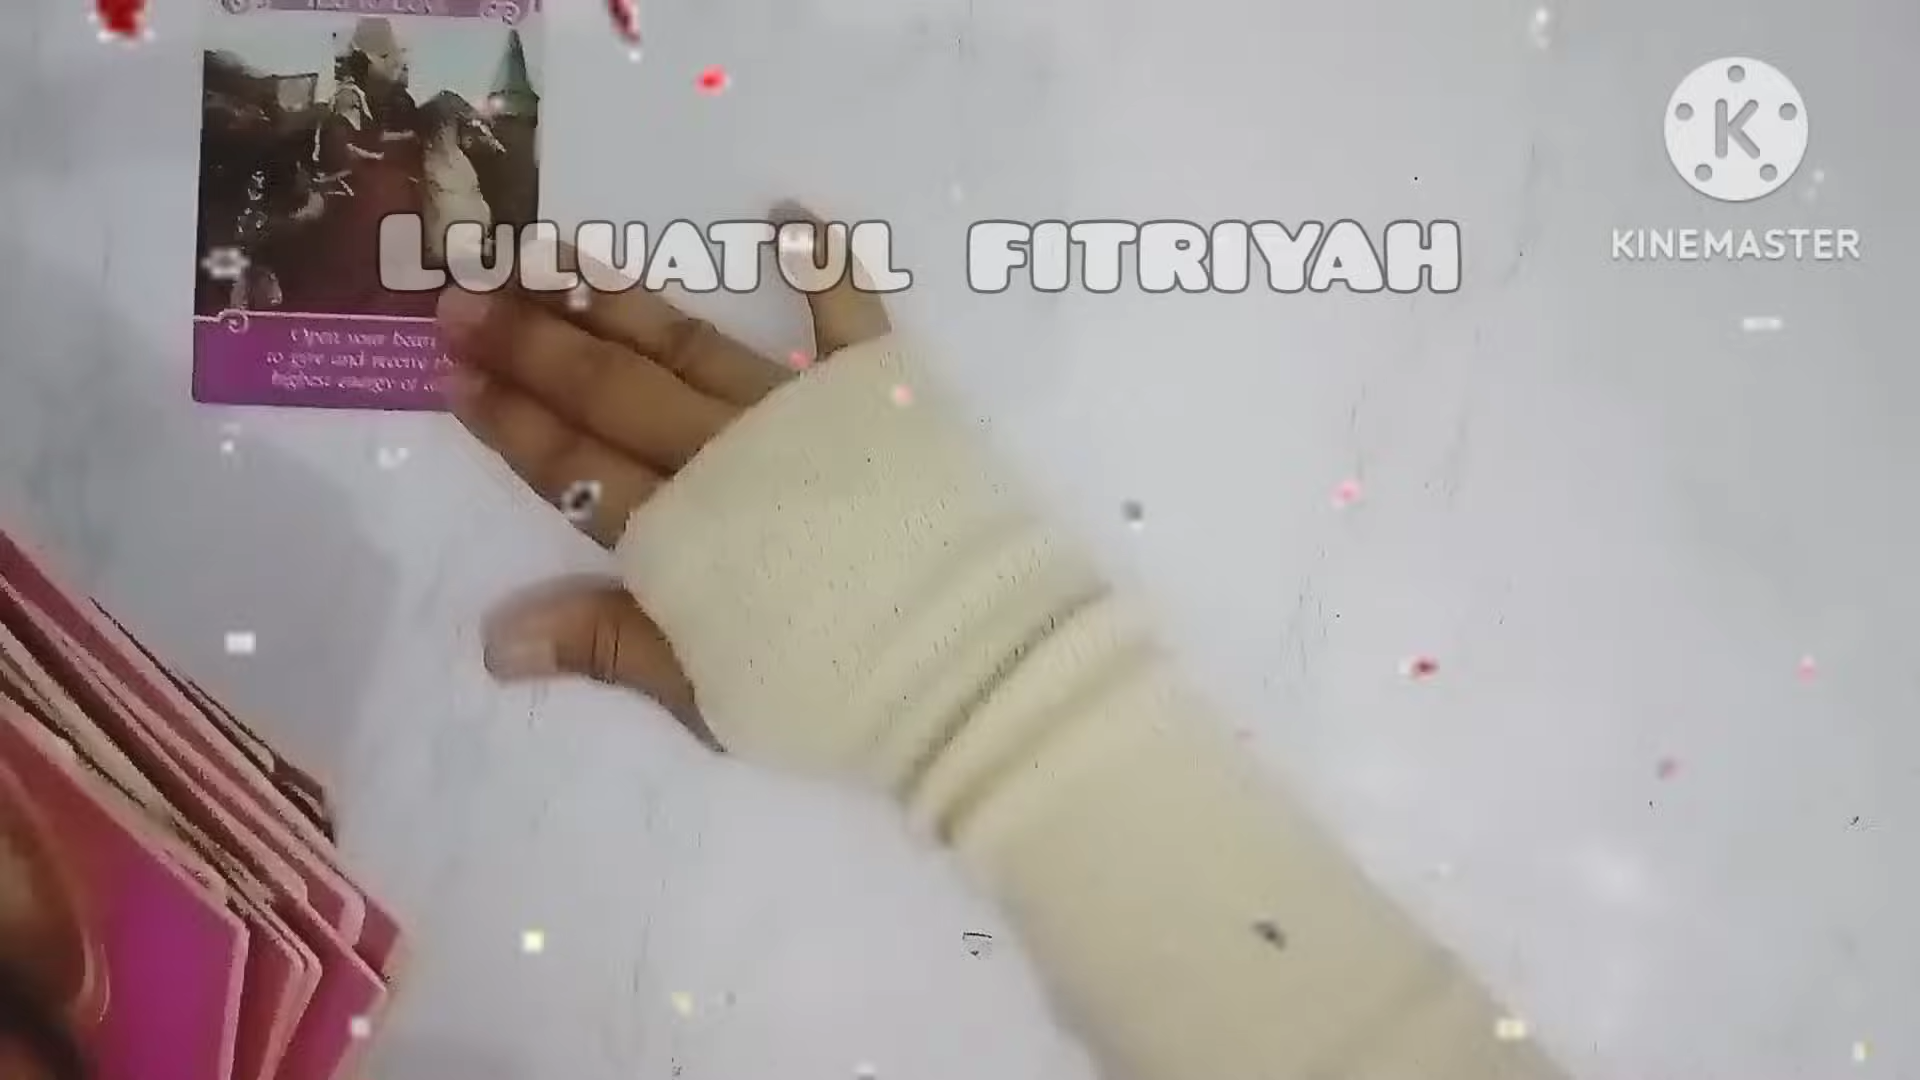 LULUATUL FITRIYAH
KINEMASTER
Open your heart
to give and receive the
highest energy of